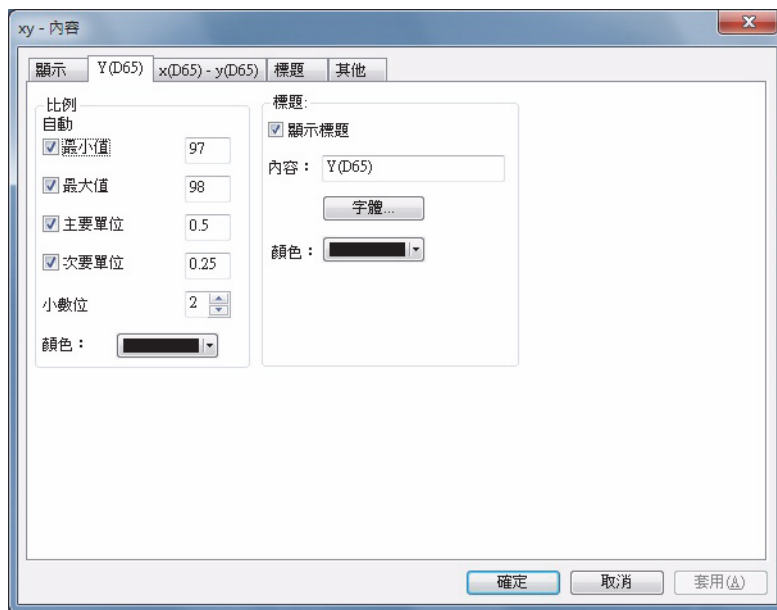 xy - 內容
顯示 Y(D65) x(D65) - y(D65) 標題 其他
比例
自動
最小值 97
最大值 98
主要單位 0.5
次要單位 0.25
小數位 2
顏色：
標題:
顯示標題
內容： Y(D65)
字體...
顏色：
確定 取消 套用(A)